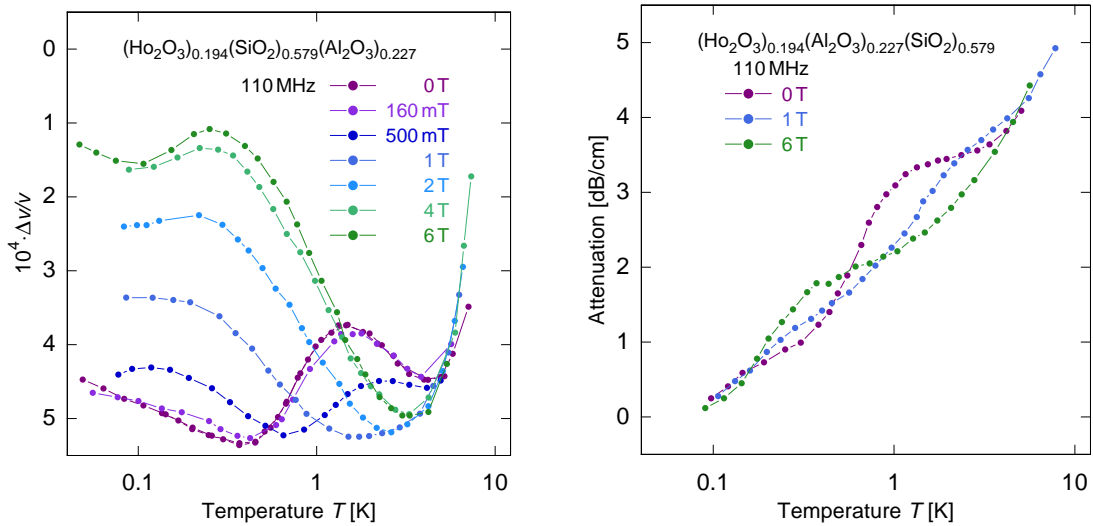 0
1
2
3
4
5
10⁴·Δv/v
(Ho₂O₃)₀.₁₉₄(SiO₂)₀.₅₇₉(Al₂O₃)₀.₂₂₇
110 MHz
0 T
160 mT
500 mT
1 T
2 T
4 T
6 T
0.1 1 10
Temperature T [K]
5
4
3
2
1
0
Attenuation [dB/cm]
(Ho₂O₃)₀.₁₉₄(Al₂O₃)₀.₂₂₇(SiO₂)₀.₅₇₉
110 MHz
0 T
1 T
6 T
0.1 1 10
Temperature T [K]